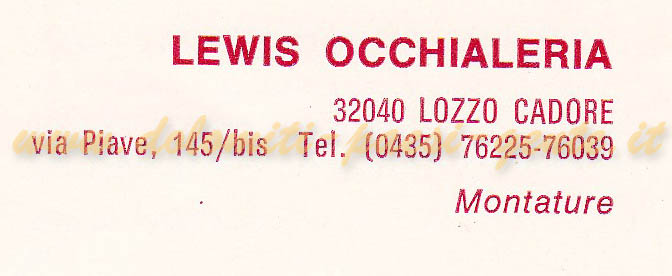 LEWIS OCCHIALERIA
32040 LOZZO CADORE
via Piave, 145/bis Tel. (0435) 76225-76039
Montature